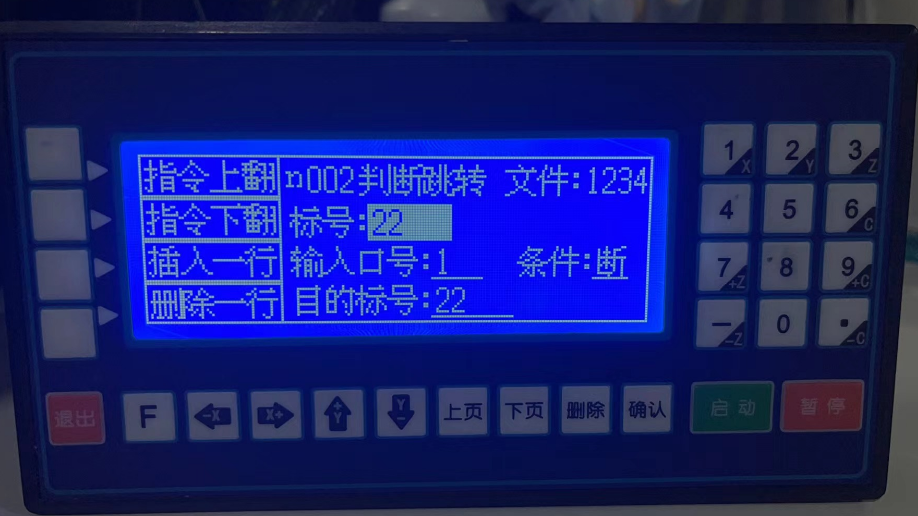 指令上翻 n002判断跳转 文件:1234
指令下翻 标号:22
插入一行 输入口号:1 条件:断
删除一行 目的标号:22
1 X 2 Y 3 Z
4 5 6 C
7 +Z 8 9 +C
— -Z 0 . -C
退出 F -X X+ Y+ Y- 上页 下页 删除 确认 启动 暂停